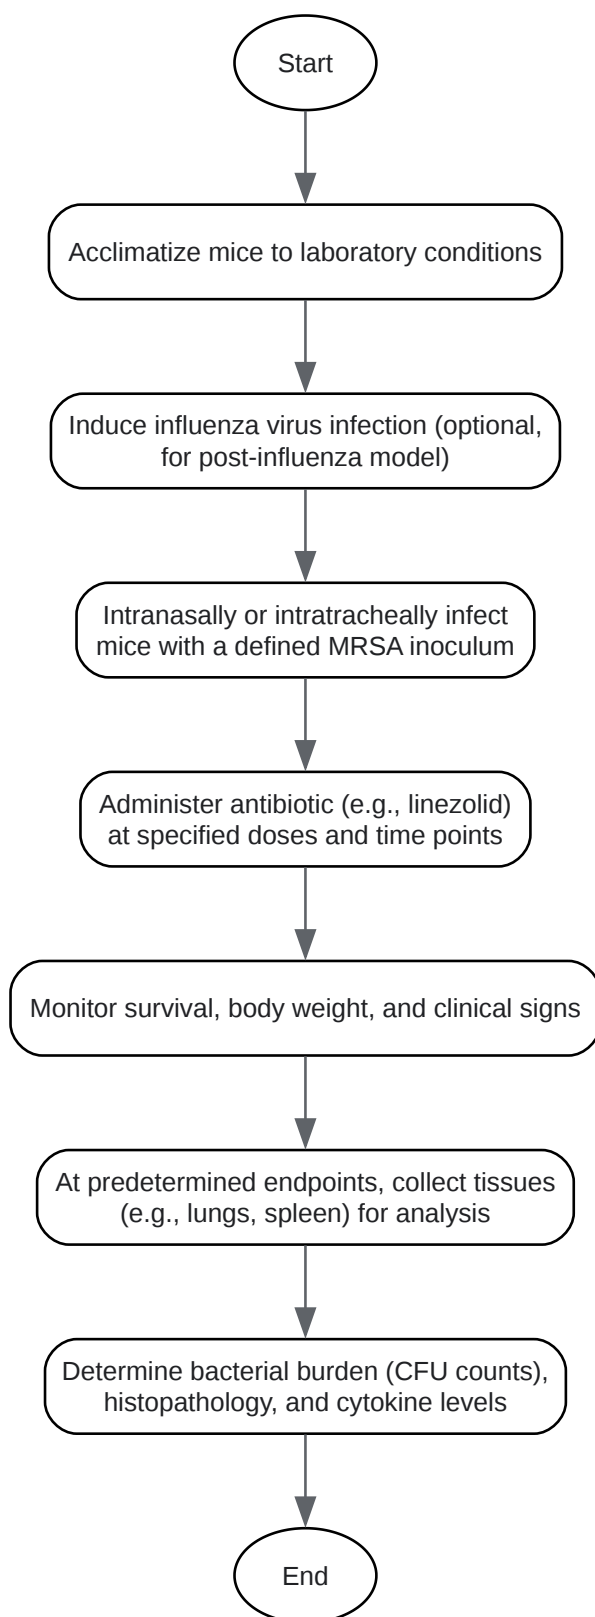 Start
Acclimatize mice to laboratory conditions
Induce influenza virus infection (optional,
for post-influenza model)
Intranasally or intratracheally infect
mice with a defined MRSA inoculum
Administer antibiotic (e.g., linezolid)
at specified doses and time points
Monitor survival, body weight, and clinical signs
At predetermined endpoints, collect tissues
(e.g., lungs, spleen) for analysis
Determine bacterial burden (CFU counts),
histopathology, and cytokine levels
End